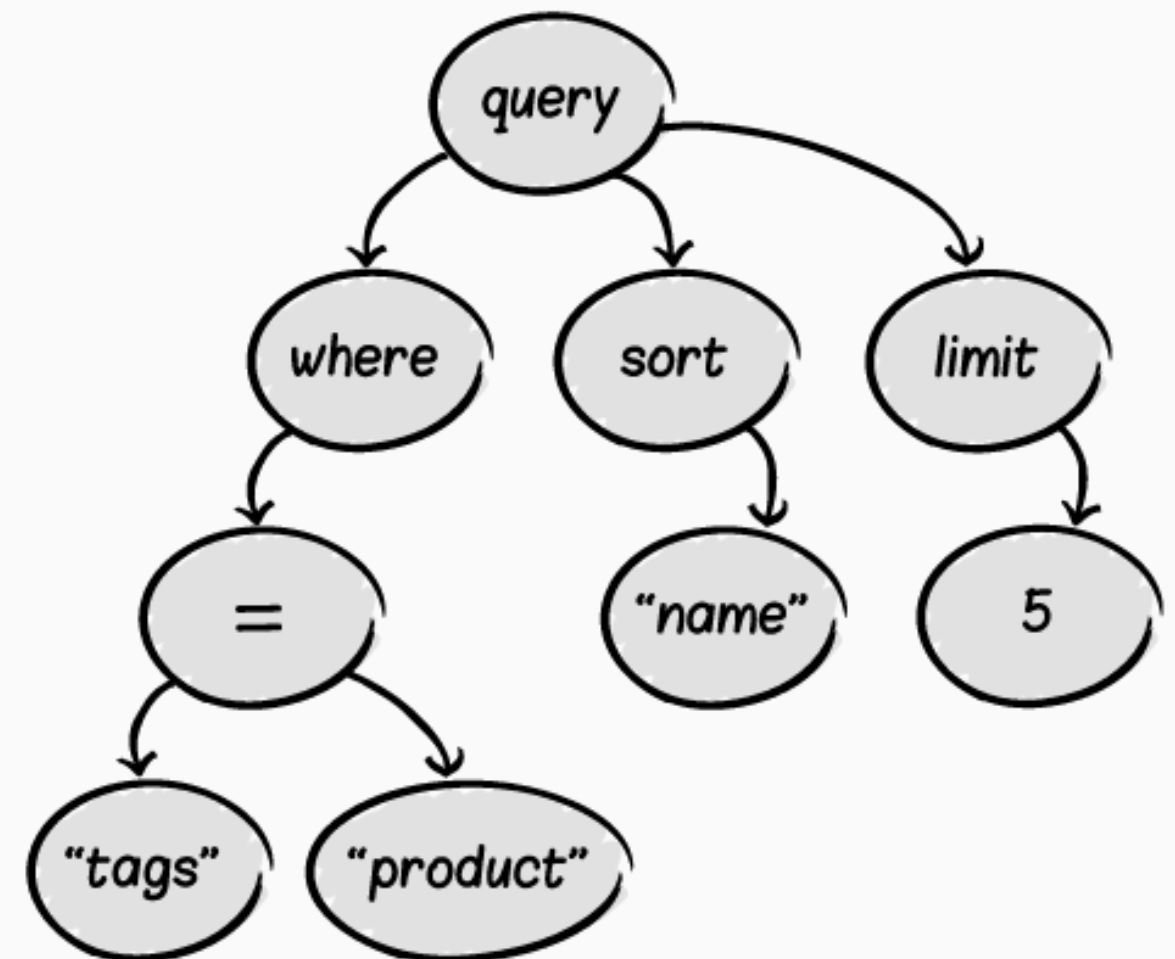 query
where
sort
limit
=
“name”
5
“tags”
“product”